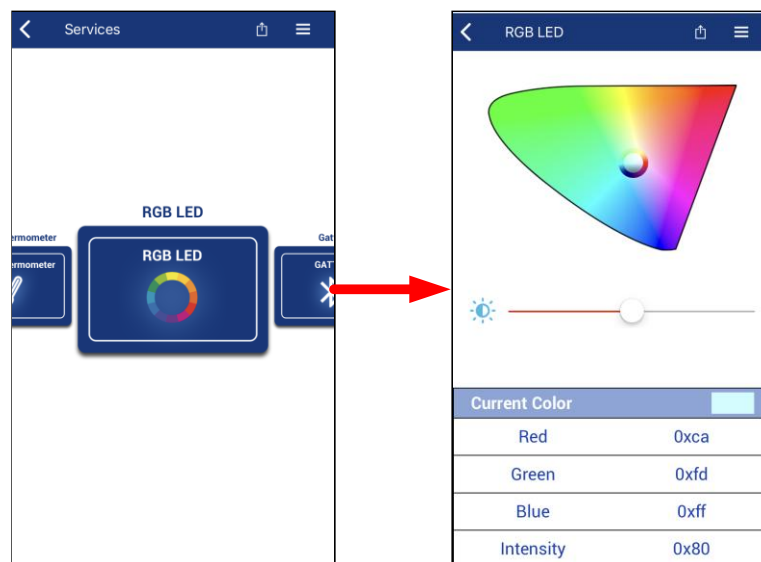 Services
RGB LED
ermometer
Gat
ermometer
RGB LED
GAT
RGB LED
Current Color
Red 0xca
Green 0xfd
Blue 0xff
Intensity 0x80